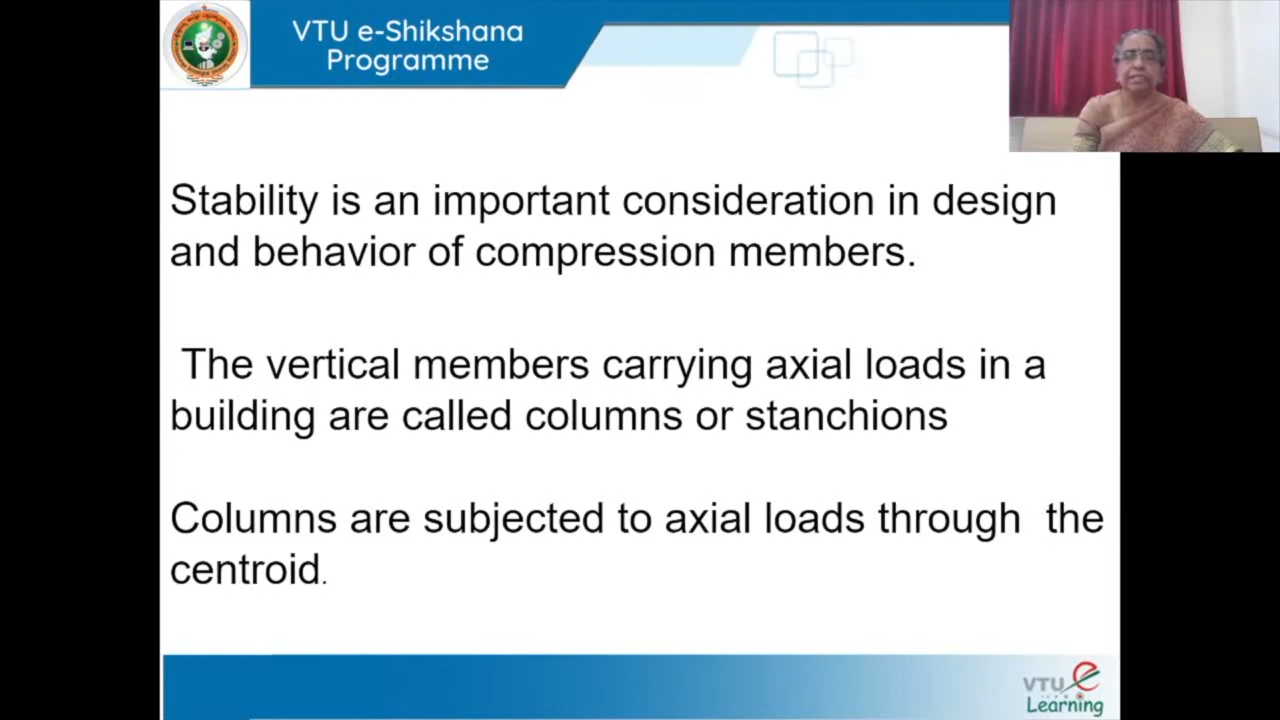 VTU e-Shikshana
Programme
Stability is an important consideration in design
and behavior of compression members.
The vertical members carrying axial loads in a
building are called columns or stanchions
Columns are subjected to axial loads through the
centroid.
VTU e
Learning